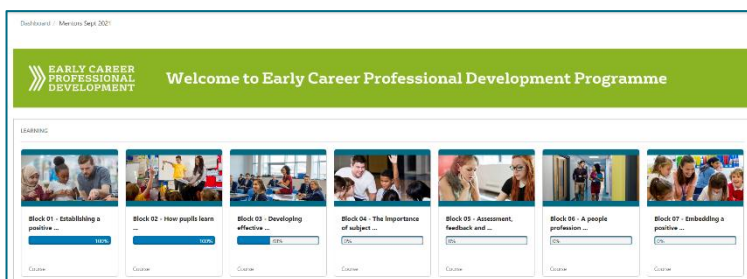 Dashboard / Mentors Sept 2021
EARLY CAREER
PROFESSIONAL
DEVELOPMENT
Welcome to Early Career Professional Development Programme
LEARNING
Block 01 - Establishing a
positive ...
100%
Course
Block 02 - How pupils learn
...
100%
Course
Block 03 - Developing
effective ...
Course
Block 04 - The importance
of subject ...
0%
Course
Block 05 - Assessment,
feedback and ...
0%
Course
Block 06 - A people
profession ...
0%
Course
Block 07 - Embedding a
positive ...
0%
Course